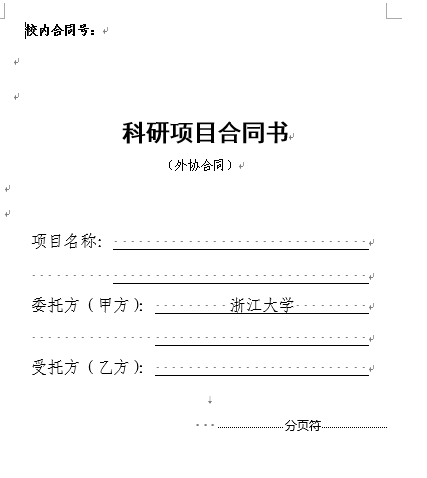 校内合同号：
科研项目合同书
（外协合同）
项目名称：
委托方（甲方）： 浙江大学
受托方（乙方）：
分页符